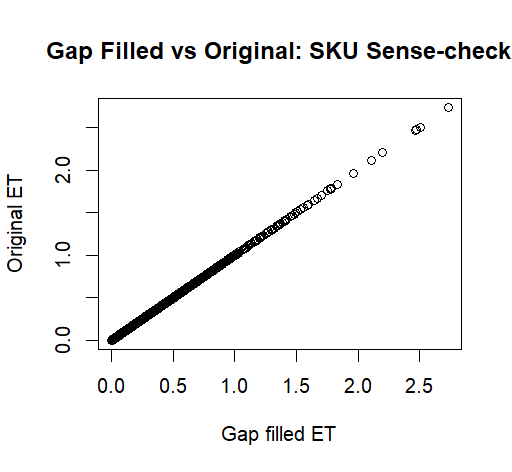 Gap Filled vs Original: SKU Sense-check
Original ET
2.0
1.0
0.0
0.0 0.5 1.0 1.5 2.0 2.5
Gap filled ET